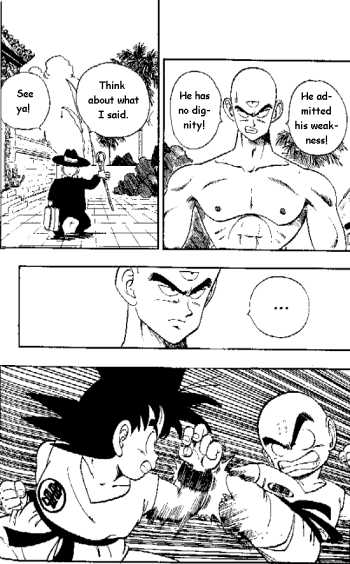 He ad-
mitted
his weak-
ness!
He has
no dig-
nity!
Think
about what
I said.
See
ya!
...